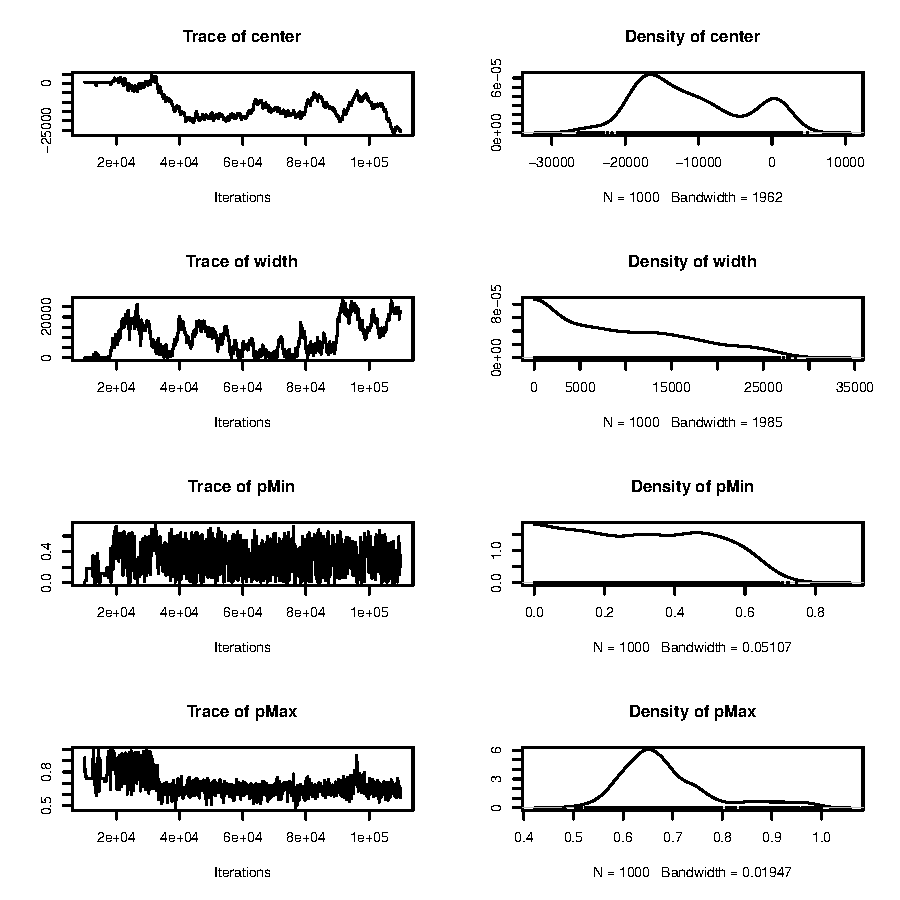 Trace of center
Density of center
0
−25000
2e+04 4e+04 6e+04 8e+04 1e+05
Iterations
6e−05
0e+00
−30000 −20000 −10000 0 10000
N = 1000 Bandwidth = 1962
Trace of width
Density of width
20000
0
2e+04 4e+04 6e+04 8e+04 1e+05
Iterations
8e−05
0e+00
0 5000 15000 25000 35000
N = 1000 Bandwidth = 1985
Trace of pMin
Density of pMin
0.4
0.0
2e+04 4e+04 6e+04 8e+04 1e+05
Iterations
1.0
0.0
0.0 0.2 0.4 0.6 0.8
N = 1000 Bandwidth = 0.05107
Trace of pMax
Density of pMax
0.8
0.5
2e+04 4e+04 6e+04 8e+04 1e+05
Iterations
6
3
0
0.4 0.5 0.6 0.7 0.8 0.9 1.0
N = 1000 Bandwidth = 0.01947